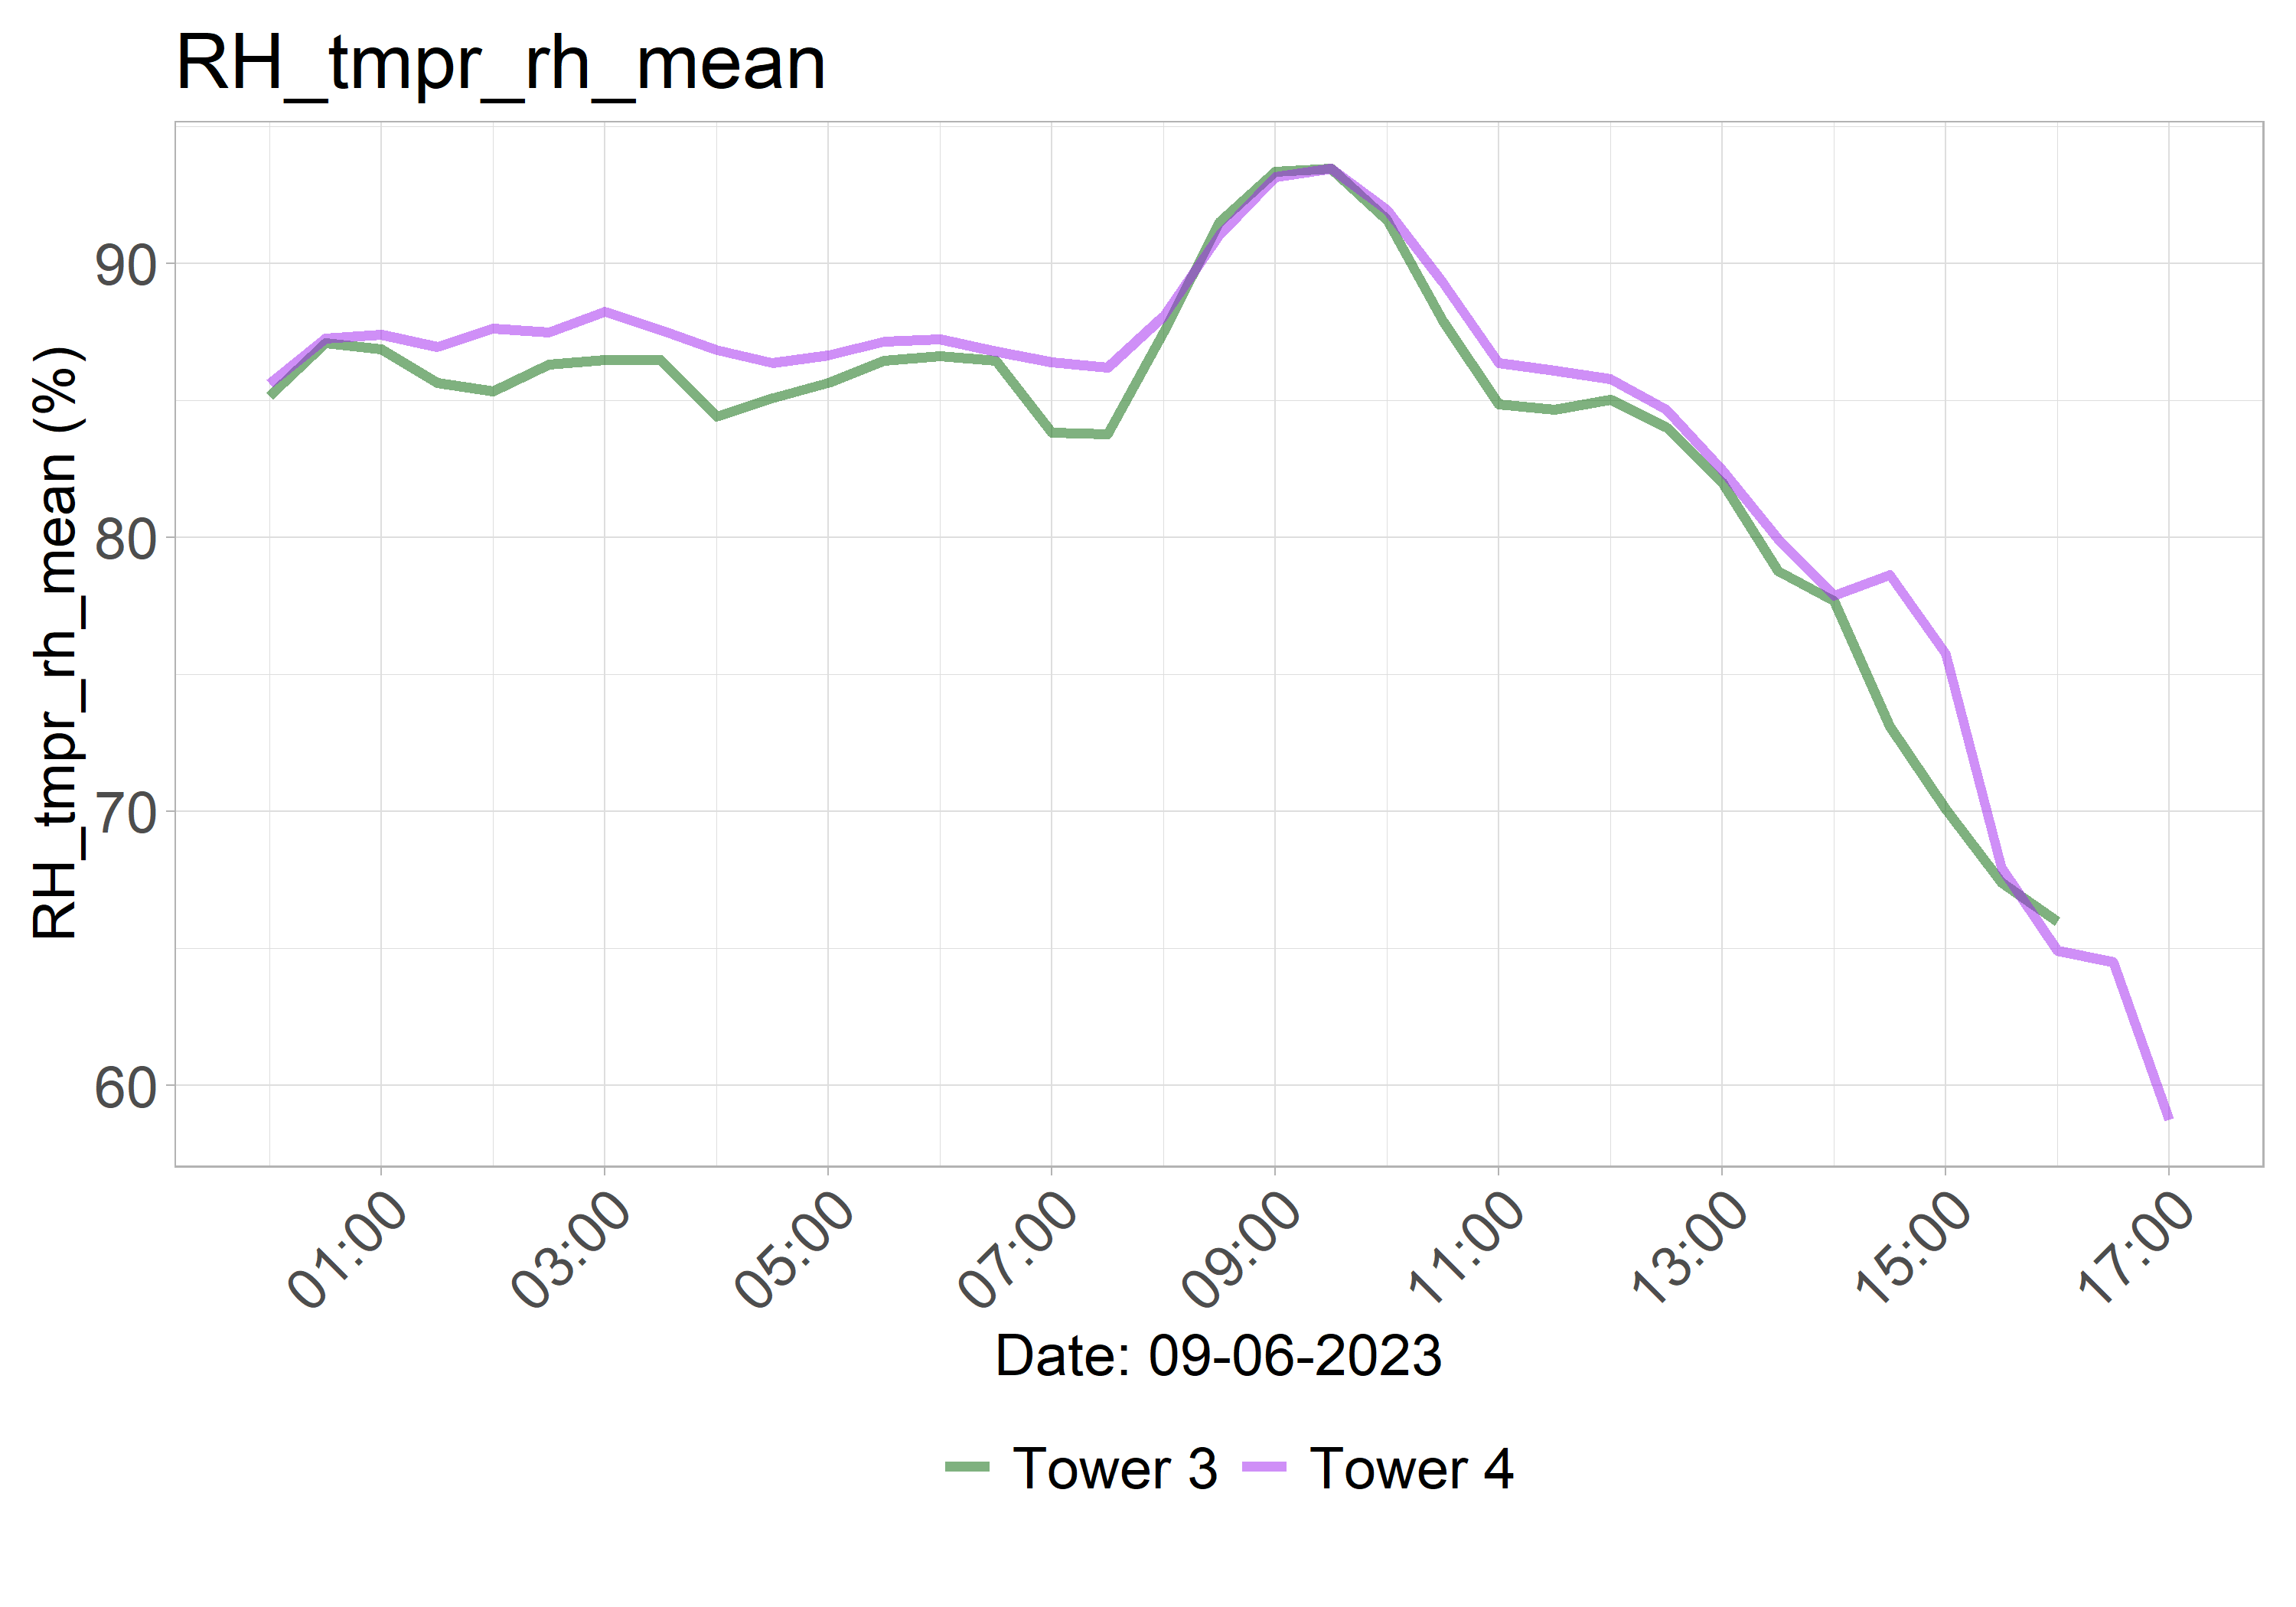 RH_tmpr_rh_mean
RH_tmpr_rh_mean (%)
90
80
70
60
01:00
03:00
05:00
07:00
09:00
11:00
13:00
15:00
17:00
Date: 09-06-2023
Tower 3
Tower 4